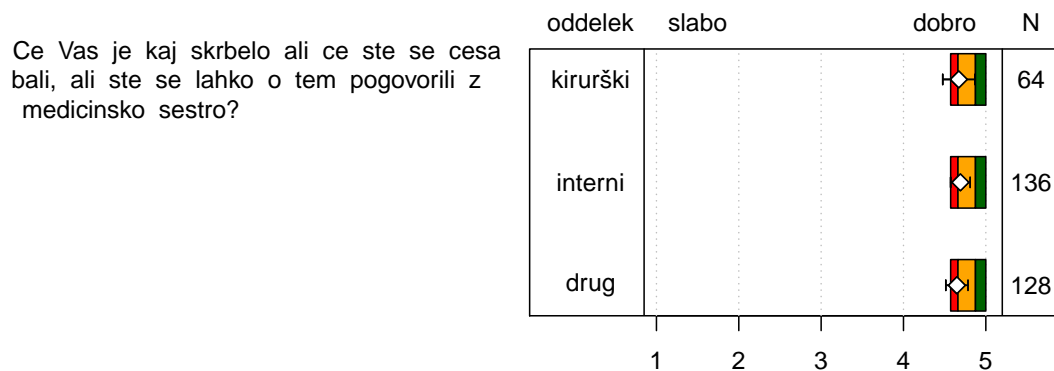 oddelek slabo dobro N
Ce Vas je kaj skrbelo ali ce ste se cesa
bali, ali ste se lahko o tem pogovorili z
medicinsko sestro?
kirurški 64
interni 136
drug 128
1 2 3 4 5